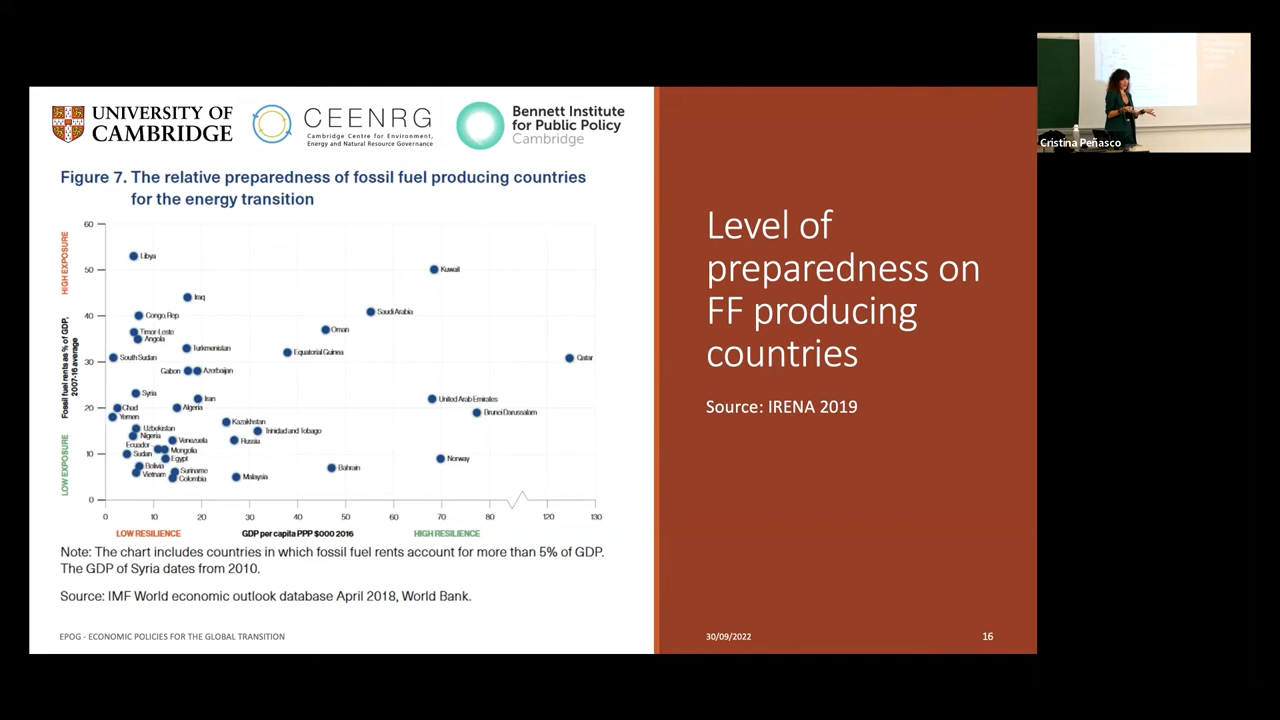 UNIVERSITY OF
CAMBRIDGE
CEENRG
Cambridge Centre for Environment,
Energy and Natural Resource Governance
Bennett Institute
for Public Policy
Cambridge
Figure 7. The relative preparedness of fossil fuel producing countries
for the energy transition
HIGH EXPOSURE
Fossil fuel rents as % of GDP,
2007-16 average
LOW EXPOSURE
60
50
40
30
20
10
0
Libya
Kuwait
Iraq
Congo, Rep.
Saudi Arabia
Timor-Leste
Angola
Oman
Turkmenistan
Equatorial Guinea
South Sudan
Qatar
Gabon
Azerbaijan
Syria
Iran
United Arab Emirates
Chad
Algeria
Brunei Darussalam
Yemen
Kazakhstan
Uzbekistan
Trinidad and Tobago
Nigeria
Venezuela
Russia
Ecuador
Mongolia
Sudan
Egypt
Norway
Bolivia
Bahrain
Vietnam
Suriname
Colombia
Malaysia
0 10 20 30 40 50 60 70 80 120 130
LOW RESILIENCE GDP per capita PPP $000 2016 HIGH RESILIENCE
Note: The chart includes countries in which fossil fuel rents account for more than 5% of GDP.
The GDP of Syria dates from 2010.
Source: IMF World economic outlook database April 2018, World Bank.
EPOG - ECONOMIC POLICIES FOR THE GLOBAL TRANSITION
Level of
preparedness on
FF producing
countries
Source: IRENA 2019
30/09/2022
16
Cristina Peñasco